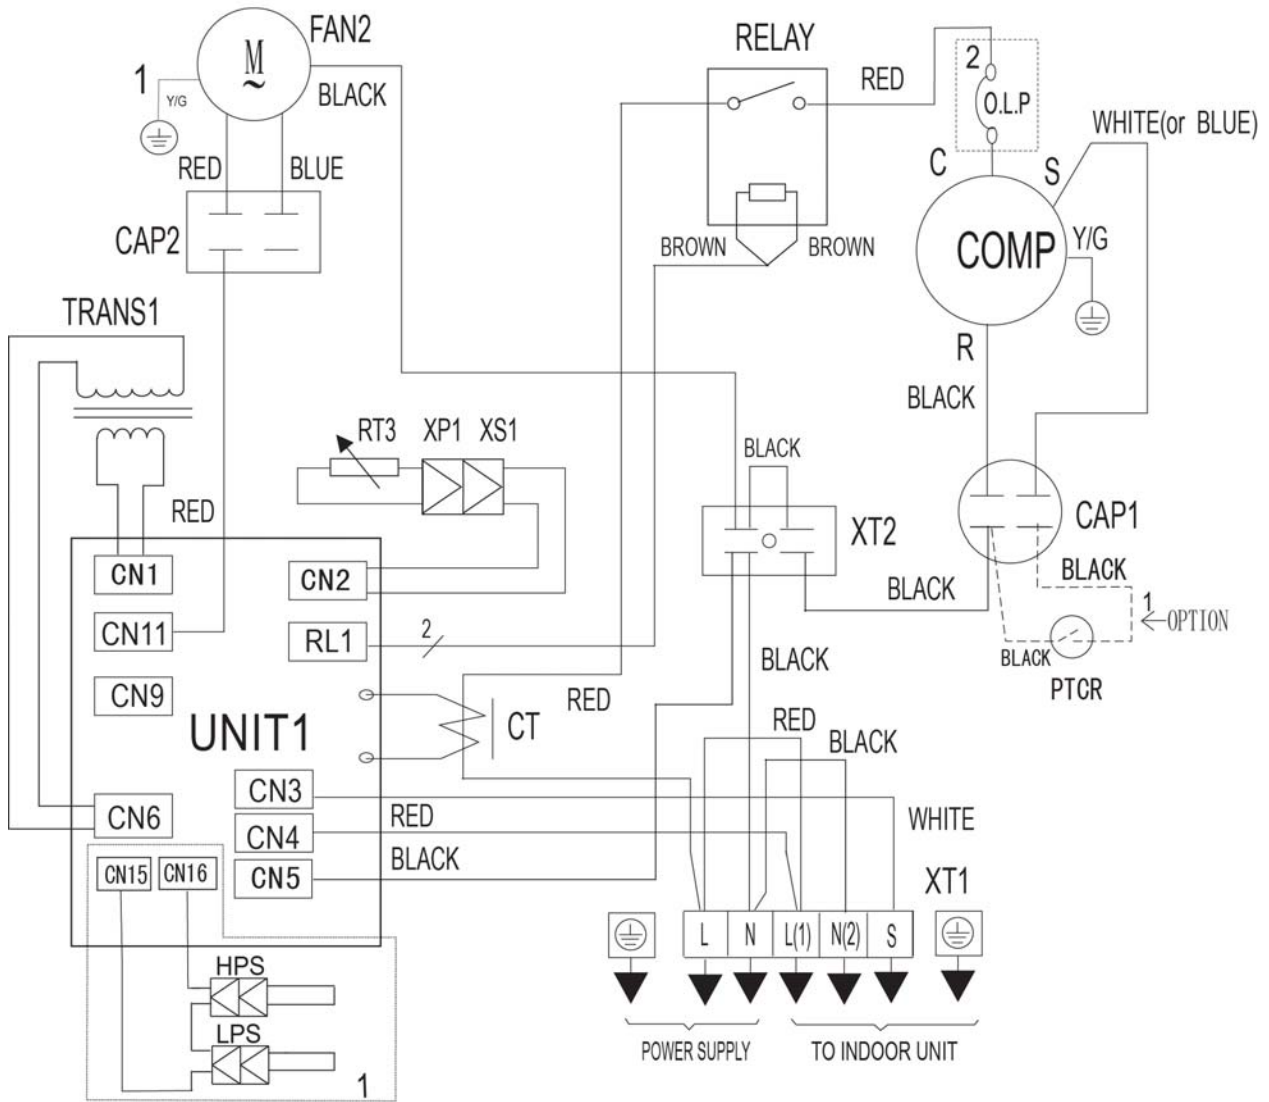 FAN2
RELAY
M
~
1
Y/G
BLACK
RED
2
O.L.P
WHITE(or BLUE)
RED
BLUE
C
S
CAP2
BROWN
BROWN
COMP
Y/G
TRANS1
R
BLACK
RT3
XP1
XS1
BLACK
RED
XT2
CAP1
CN1
CN2
BLACK
BLACK
CN11
RL1
2
1
OPTION
BLACK
BLACK
PTCR
CN9
RED
UNIT1
CT
RED
BLACK
CN3
CN6
CN4
RED
WHITE
CN5
BLACK
CN15
CN16
XT1
L
N
L(1)
N(2)
S
HPS
LPS
POWER SUPPLY
TO INDOOR UNIT
1